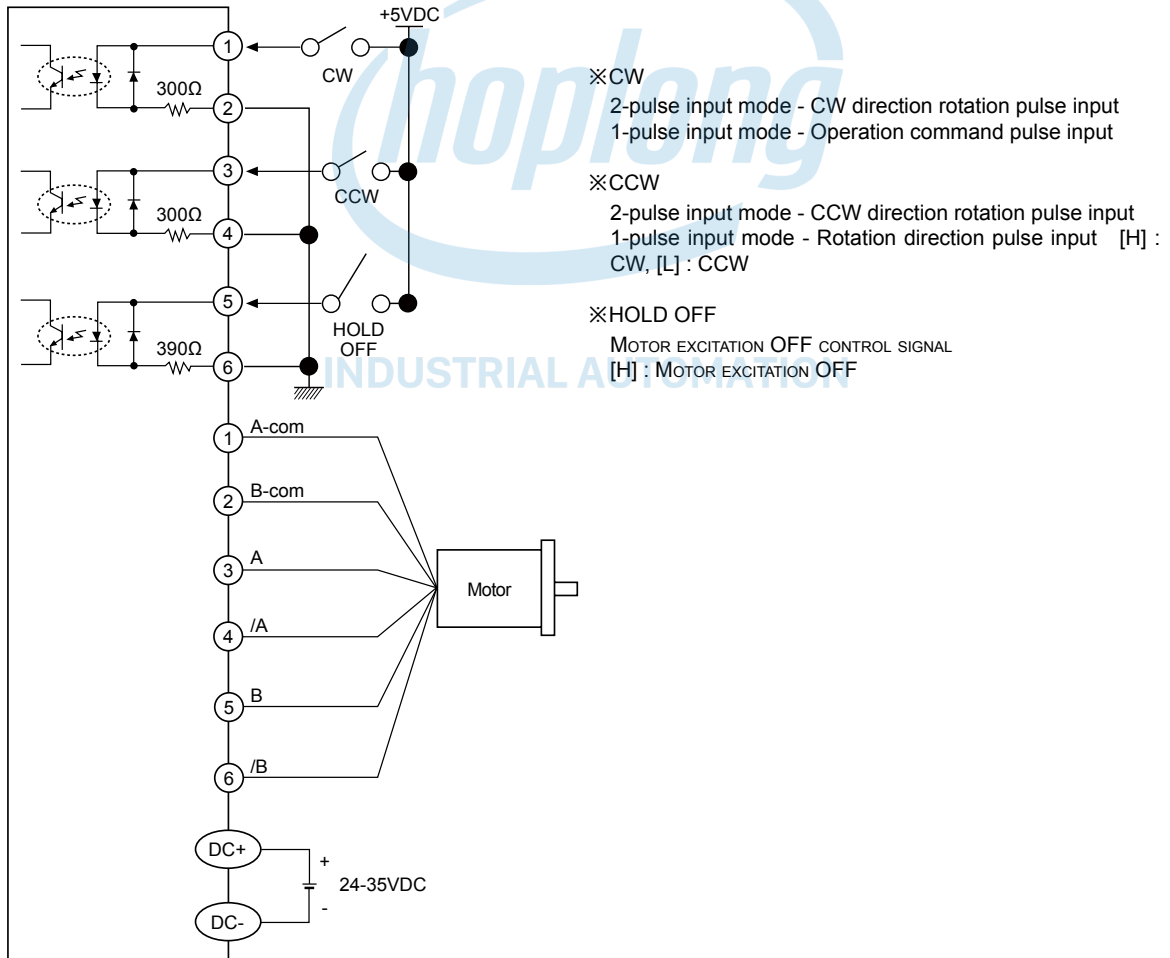 +5VDC
1
CW
300Ω
2
3
CCW
300Ω
4
5
HOLD
OFF
390Ω
6
※CW
2-pulse input mode - CW direction rotation pulse input
1-pulse input mode - Operation command pulse input
※CCW
2-pulse input mode - CCW direction rotation pulse input
1-pulse input mode - Rotation direction pulse input [H] :
CW, [L] : CCW
※HOLD OFF
MOTOR EXCITATION OFF CONTROL SIGNAL
[H] : MOTOR EXCITATION OFF
hoplong
INDUSTRIAL AUTOMATION
1 A-com
2 B-com
3 A
4 /A
5 B
6 /B
Motor
DC+
+
24-35VDC
-
DC-